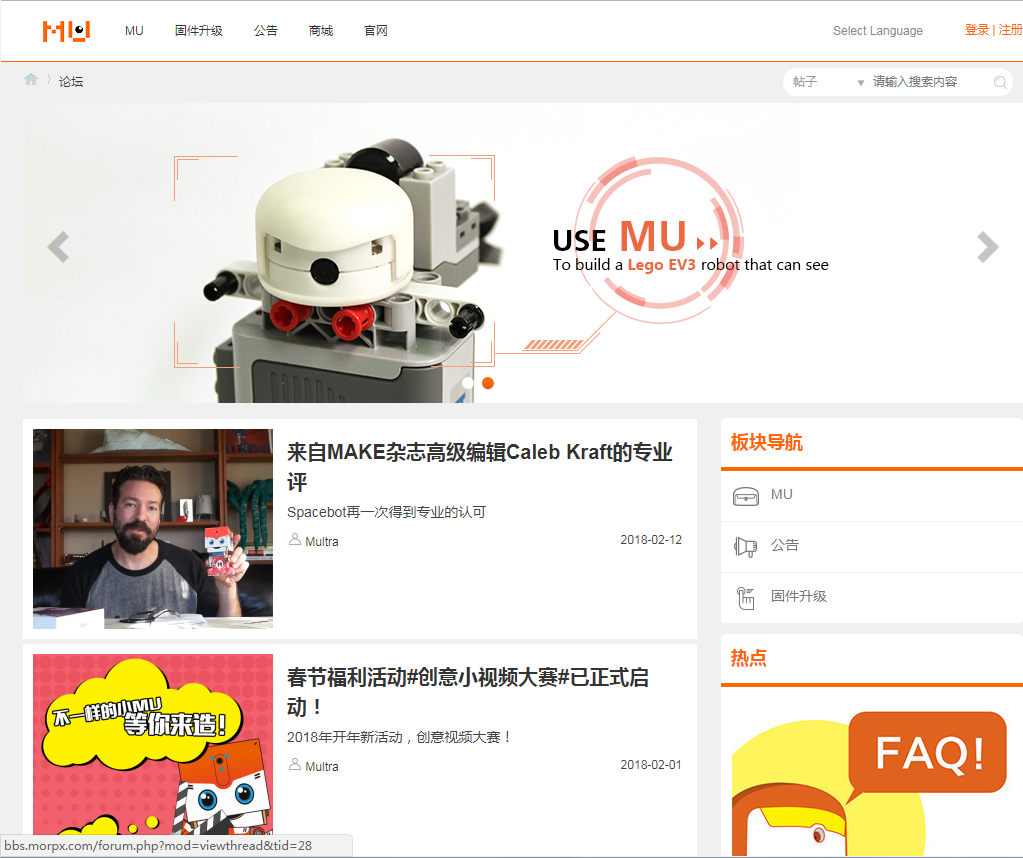 MU
MU 固件升级 公告 商城 官网 Select Language 登录 | 注册
论坛 帖子 请输入搜索内容
USE MU
To build a Lego EV3 robot that can see
来自MAKE杂志高级编辑Caleb Kraft的专业
评
Spacebot再一次得到专业的认可
Multra 2018-02-12
春节福利活动#创意小视频大赛#已正式启
动！
2018年开年新活动，创意视频大赛！
Multra 2018-02-01
不一样的小MU
等你来造!
板块导航
MU
公告
固件升级
热点
FAQ!
bbs.morpx.com/forum.php?mod=viewthread&tid=28